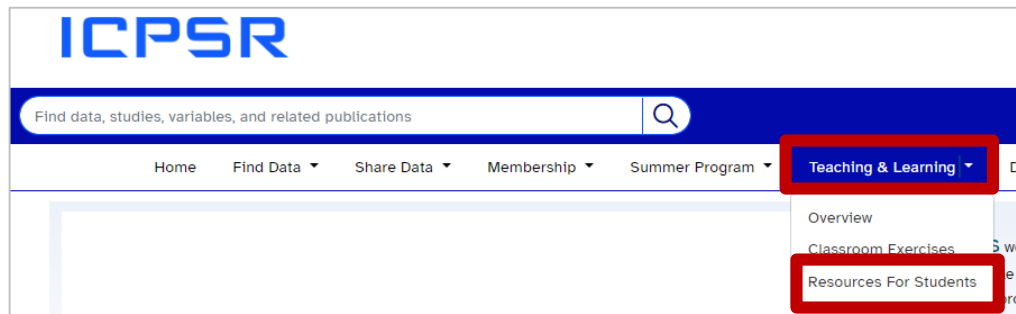 ICPSR
Find data, studies, variables, and related publications
Home Find Data Share Data Membership Summer Program Teaching & Learning
Overview
Classroom Exercises
Resources For Students